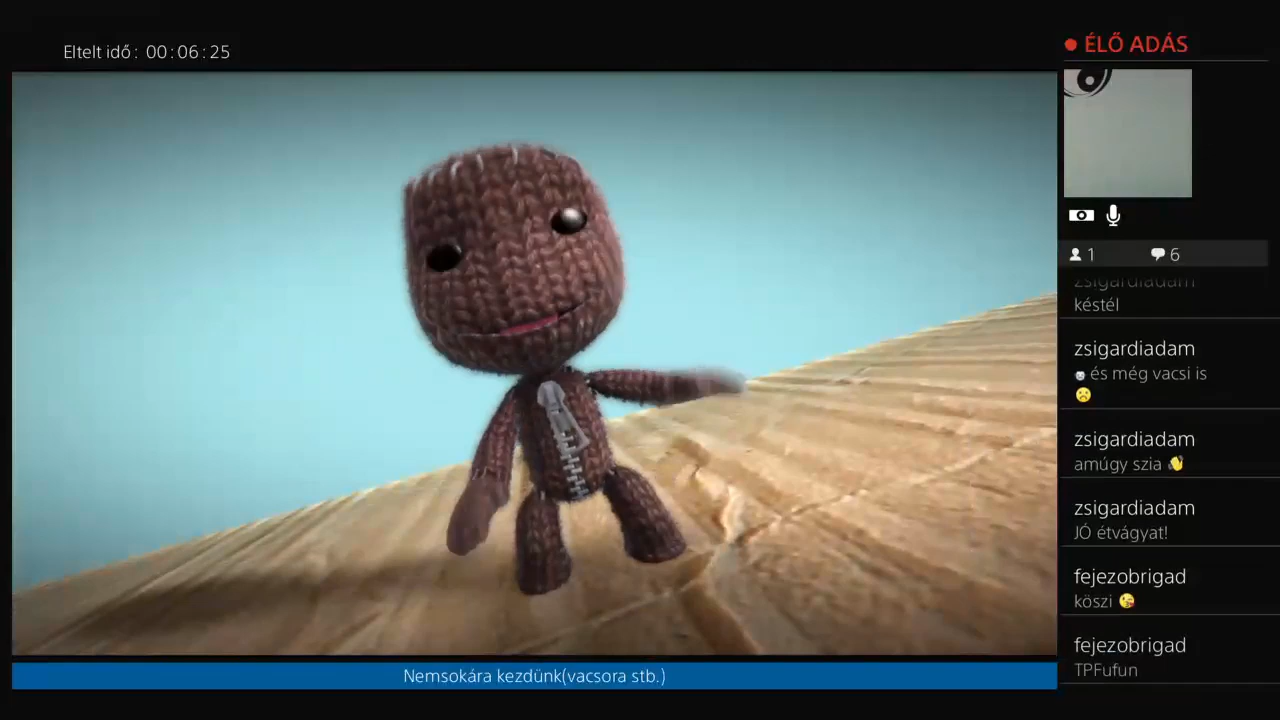 Eltelt idő: 00:06:25
ÉLŐ ADÁS
1 6
zsigardiadam
késtél
zsigardiadam
és még vacsi is
zsigardiadam
amúgy szia
zsigardiadam
JÓ étvágyat!
fejezobrigad
köszi
fejezobrigad
TPFufun
Nemsokára kezdünk(vacsora stb.)